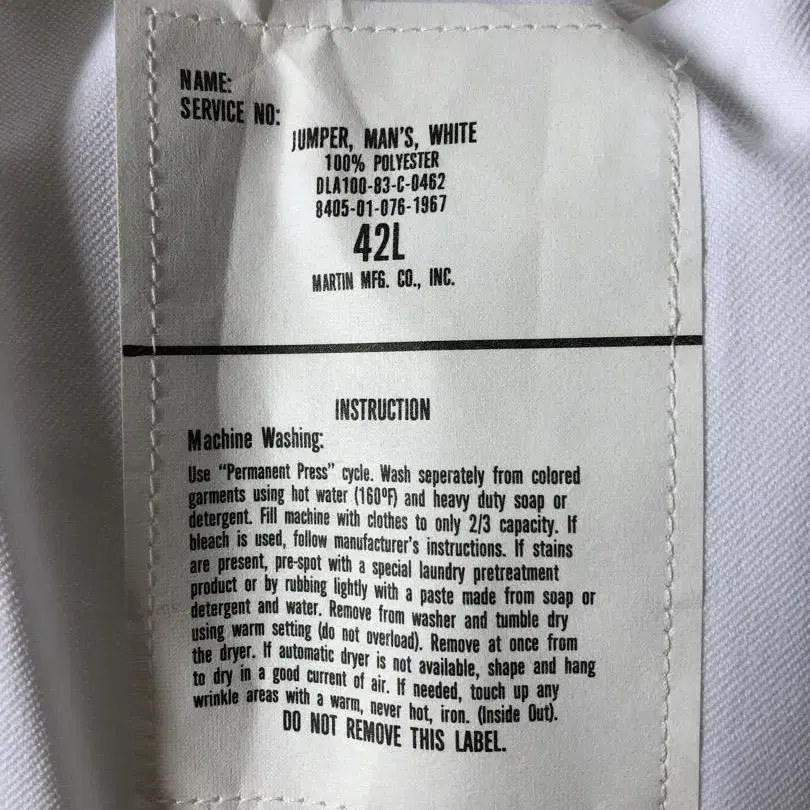 NAME:
SERVICE NO:
JUMPER, MAN'S, WHITE
100% POLYESTER
DLA100-83-C-0462
8405-01-076-1967
42L
MARTIN MFG. CO., INC.
INSTRUCTION
Machine Washing:
Use "Permanent Press" cycle. Wash seperately from colored
garments using hot water (160ºF) and heavy duty soap or
detergent. Fill machine with clothes to only 2/3 capacity. If
bleach is used, follow manufacturer's instructions. If stains
are present, pre-spot with a special laundry pretreatment
product or by rubbing lightly with a paste made from soap or
detergent and water. Remove from washer and tumble dry
using warm setting (do not overload). Remove at once from
the dryer. If automatic dryer is not available, shape and hang
to dry in a good current of air. If needed, touch up any
wrinkle areas with a warm, never hot, iron. (Inside Out).
DO NOT REMOVE THIS LABEL.